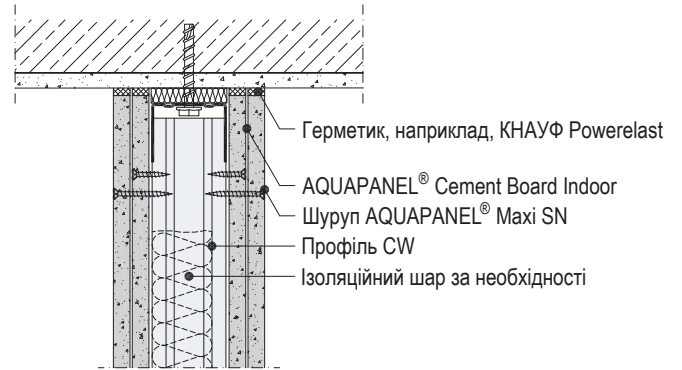 Герметик, наприклад, КНАУФ Powerelast
AQUAPANEL® Cement Board Indoor
Шуруп AQUAPANEL® Maxi SN
Профіль CW
Ізоляційний шар за необхідності